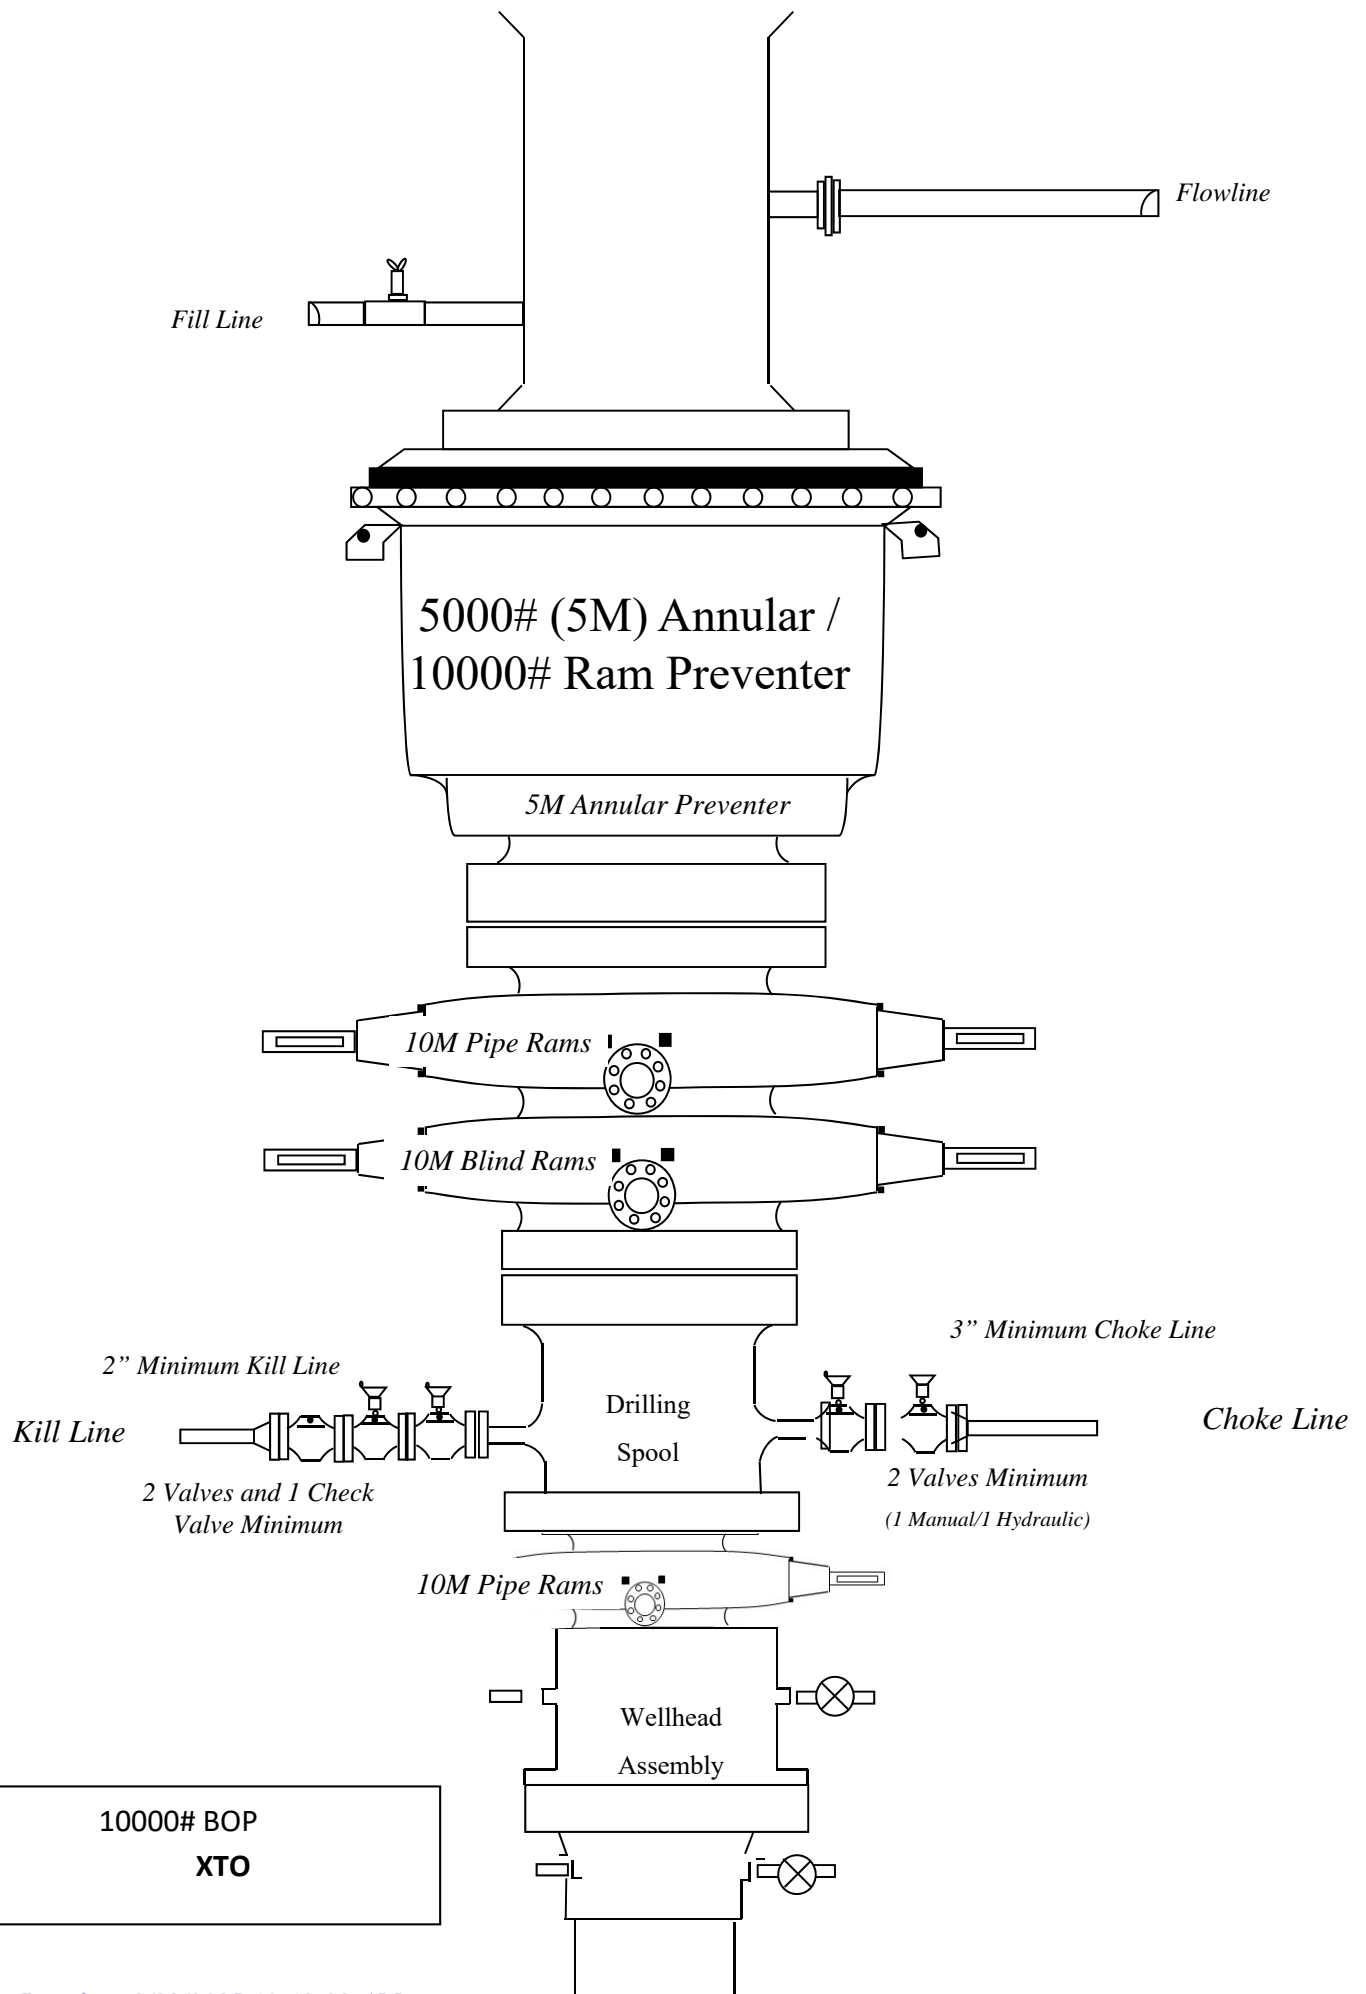 Flowline
Fill Line
5000# (5M) Annular /
10000# Ram Preventer
5M Annular Preventer
10M Pipe Rams
10M Blind Rams
3” Minimum Choke Line
2” Minimum Kill Line
Drilling
Spool
Kill Line
Choke Line
2 Valves and 1 Check
Valve Minimum
2 Valves Minimum
(1 Manual/1 Hydraulic)
10M Pipe Rams
Wellhead
Assembly
10000# BOP
XTO